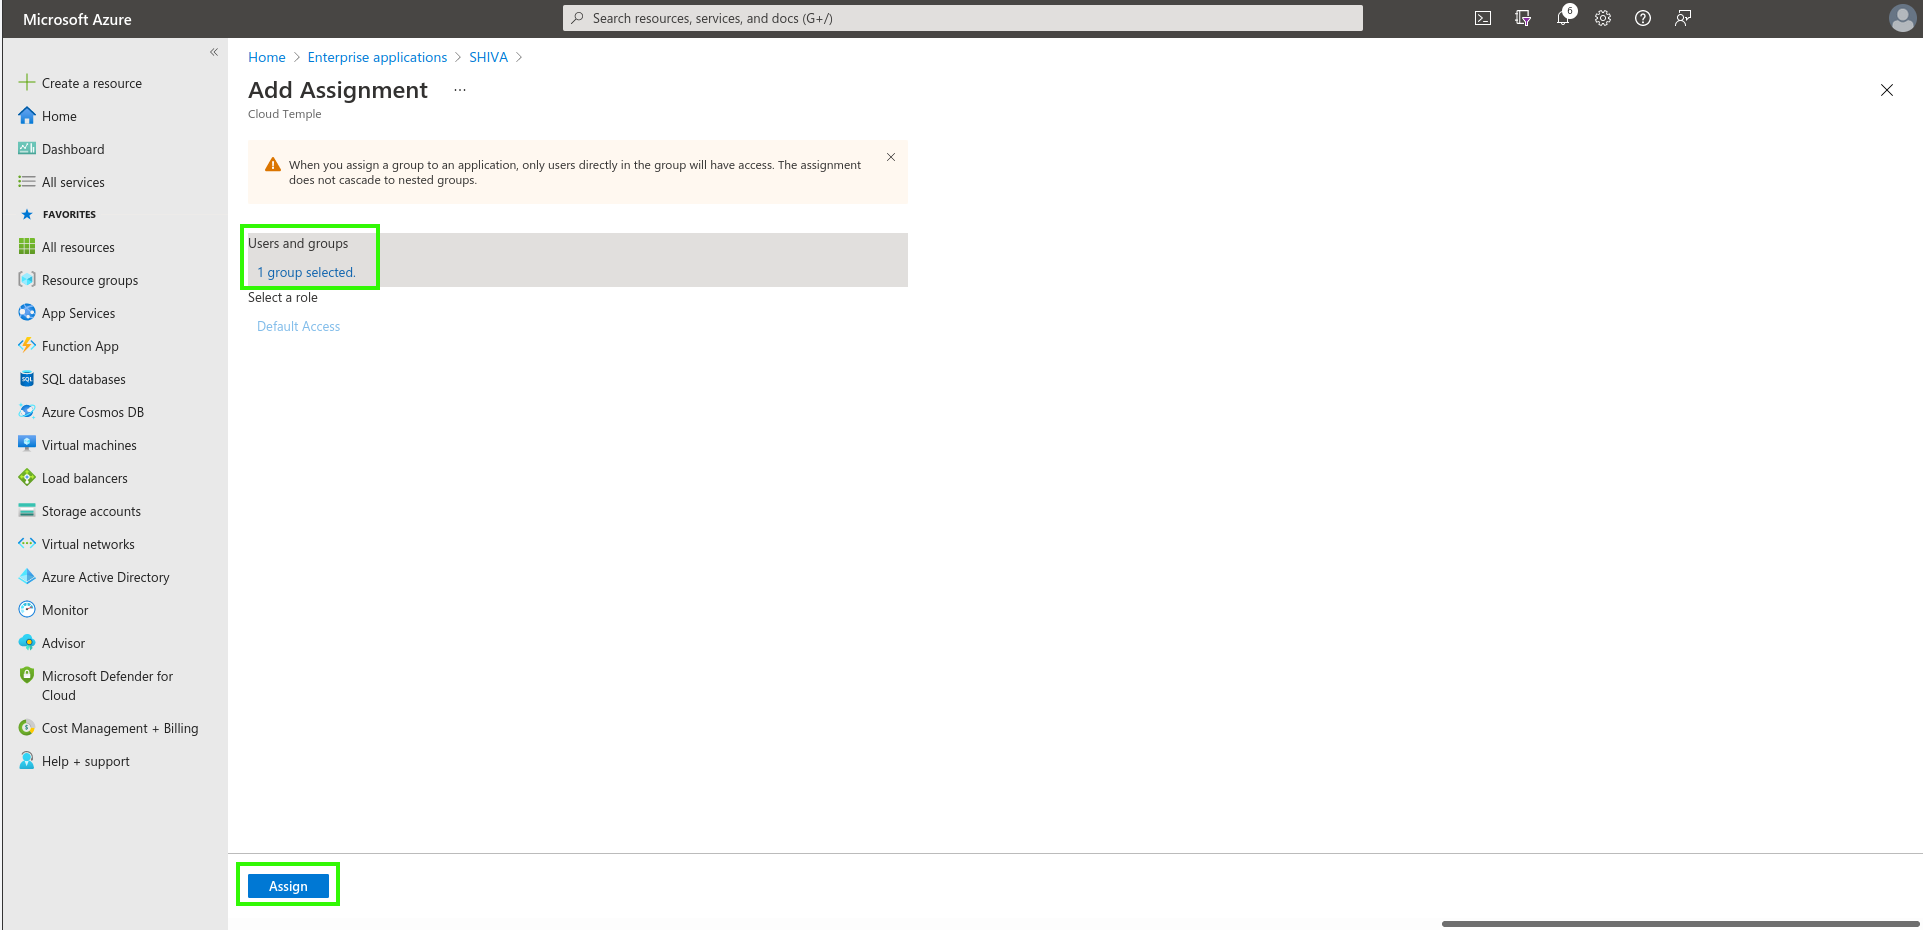 Microsoft Azure
Search resources, services, and docs (G+/)
6
«
Create a resource
Home
Dashboard
All services
FAVORITES
All resources
Resource groups
App Services
Function App
SQL databases
Azure Cosmos DB
Virtual machines
Load balancers
Storage accounts
Virtual networks
Azure Active Directory
Monitor
Advisor
Microsoft Defender for
Cloud
Cost Management + Billing
Help + support
Home > Enterprise applications > SHIVA >
Add Assignment ...
Cloud Temple
When you assign a group to an application, only users directly in the group will have access. The assignment
does not cascade to nested groups.
Users and groups
1 group selected.
Select a role
Default Access
Assign